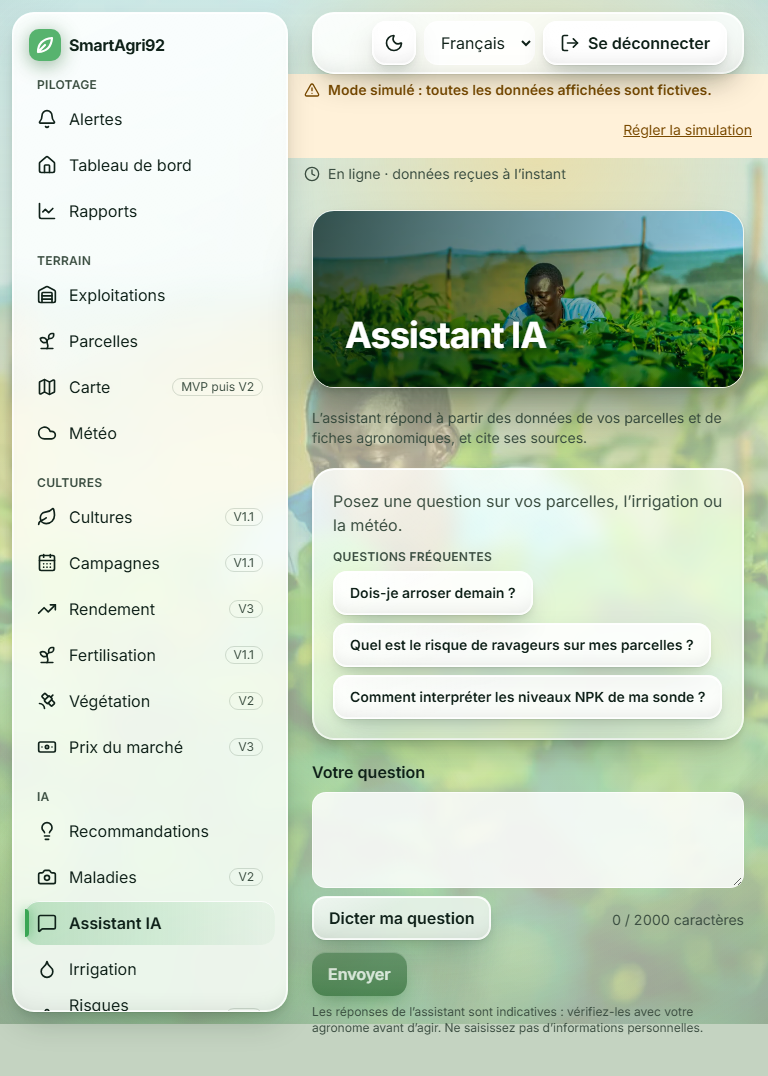 SmartAgri92
PILOTAGE
Alertes
Tableau de bord
Rapports
TERRAIN
Exploitations
Parcelles
Carte
MVP puis V2
Météo
CULTURES
Cultures
V1.1
Campagnes
V1.1
Rendement
V3
Fertilisation
V1.1
Végétation
V2
Prix du marché
V3
IA
Recommandations
Maladies
V2
Assistant IA
Irrigation
Risques
Français
Se déconnecter
Mode simulé : toutes les données affichées sont fictives.
Régler la simulation
En ligne · données reçues à l’instant
Assistant IA
L’assistant répond à partir des données de vos parcelles et de
fiches agronomiques, et cite ses sources.
Posez une question sur vos parcelles, l’irrigation ou
la météo.
QUESTIONS FRÉQUENTES
Dois-je arroser demain ?
Quel est le risque de ravageurs sur mes parcelles ?
Comment interpréter les niveaux NPK de ma sonde ?
Votre question
Dicter ma question
0 / 2000 caractères
Envoyer
Les réponses de l’assistant sont indicatives : vérifiez-les avec votre
agronome avant d’agir. Ne saisissez pas d’informations personnelles.